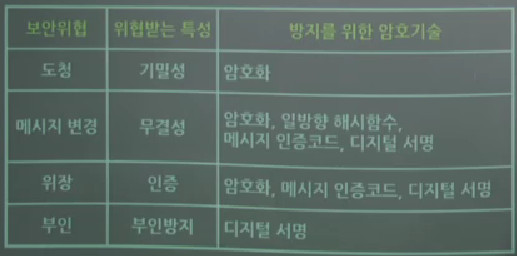 보안위협 위협받는 특성 방지를 위한 암호기술
도청 기밀성 암호화
메시지 변경 무결성 암호화, 일방향 해시함수,
메시지 인증코드, 디지털 서명
위장 인증 암호화, 메시지 인증코드, 디지털 서명
부인 부인방지 디지털 서명